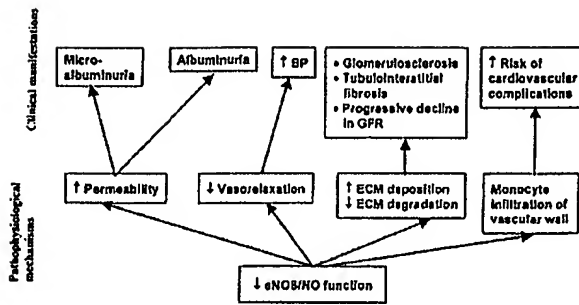 Clinical manifestations
Micro-
albuminuria
Albuminuria
↑ BP
• Glomerulosclerosis
• Tubulointerstitial
fibrosis
• Progressive decline
in GFR
↑ Risk of
cardiovascular
complications
Pathophysiological
mechanisms
↑ Permeability
↓ Vasorelaxation
↑ ECM deposition
↓ ECM degradation
Monocyte
infiltration of
vascular wall
↓ eNOS/NO function